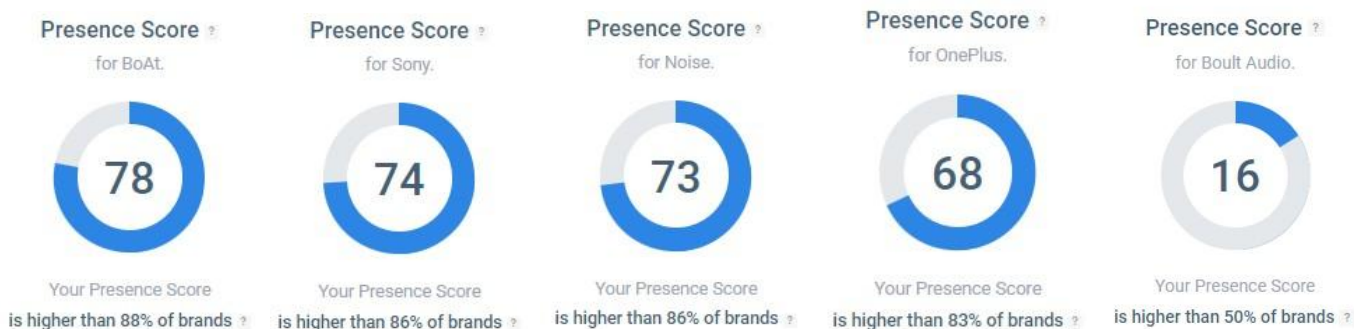 Presence Score ?
for BoAt.
78
Your Presence Score
is higher than 88% of brands ?
Presence Score ?
for Sony.
74
Your Presence Score
is higher than 86% of brands ?
Presence Score ?
for Noise.
73
Your Presence Score
is higher than 86% of brands ?
Presence Score ?
for OnePlus.
68
Your Presence Score
is higher than 83% of brands ?
Presence Score ?
for Boult Audio.
16
Your Presence Score
is higher than 50% of brands ?